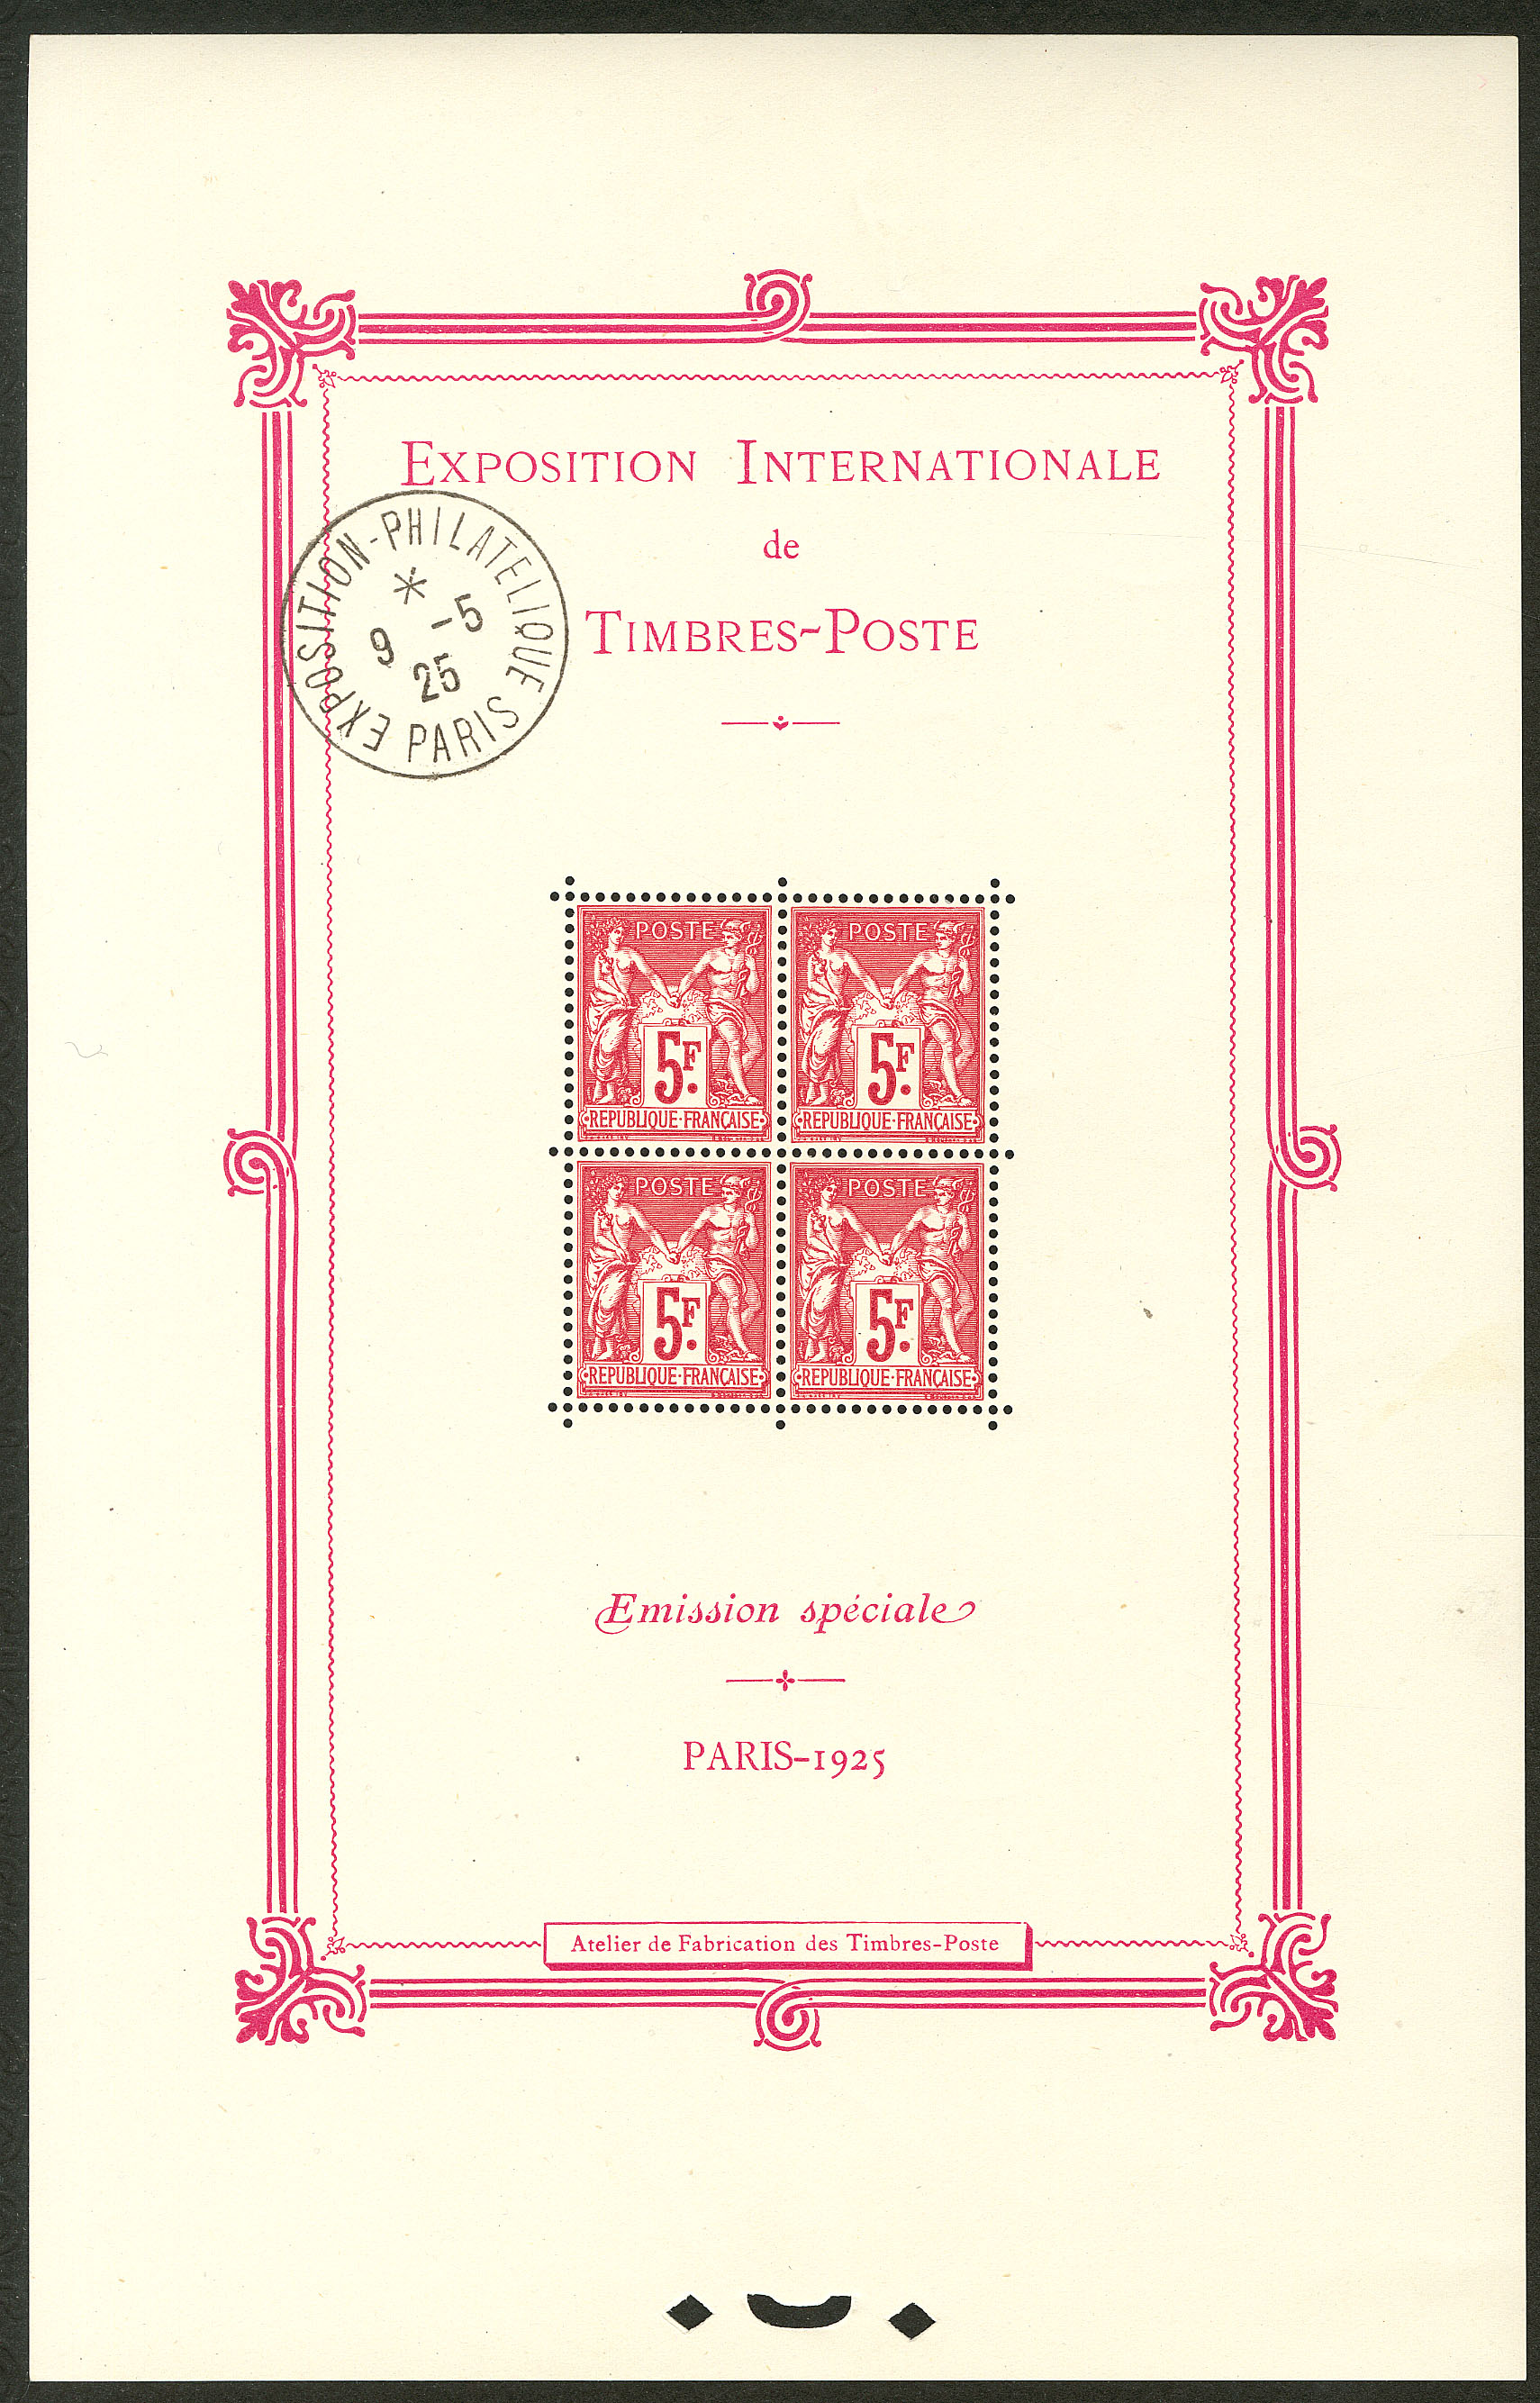 EXPOSITION INTERNATIONALE
de
TIMBRES-POSTE
EXPOSITION-PHILATELIQUE
* 
9 -5
25
PARIS
POSTE
5F.
REPUBLIQUE·FRANÇAISE
POSTE
5F.
REPUBLIQUE·FRANÇAISE
POSTE
5F.
REPUBLIQUE·FRANÇAISE
POSTE
5F.
REPUBLIQUE·FRANÇAISE
Emission spéciale
PARIS-1925
Atelier de Fabrication des Timbres-Poste